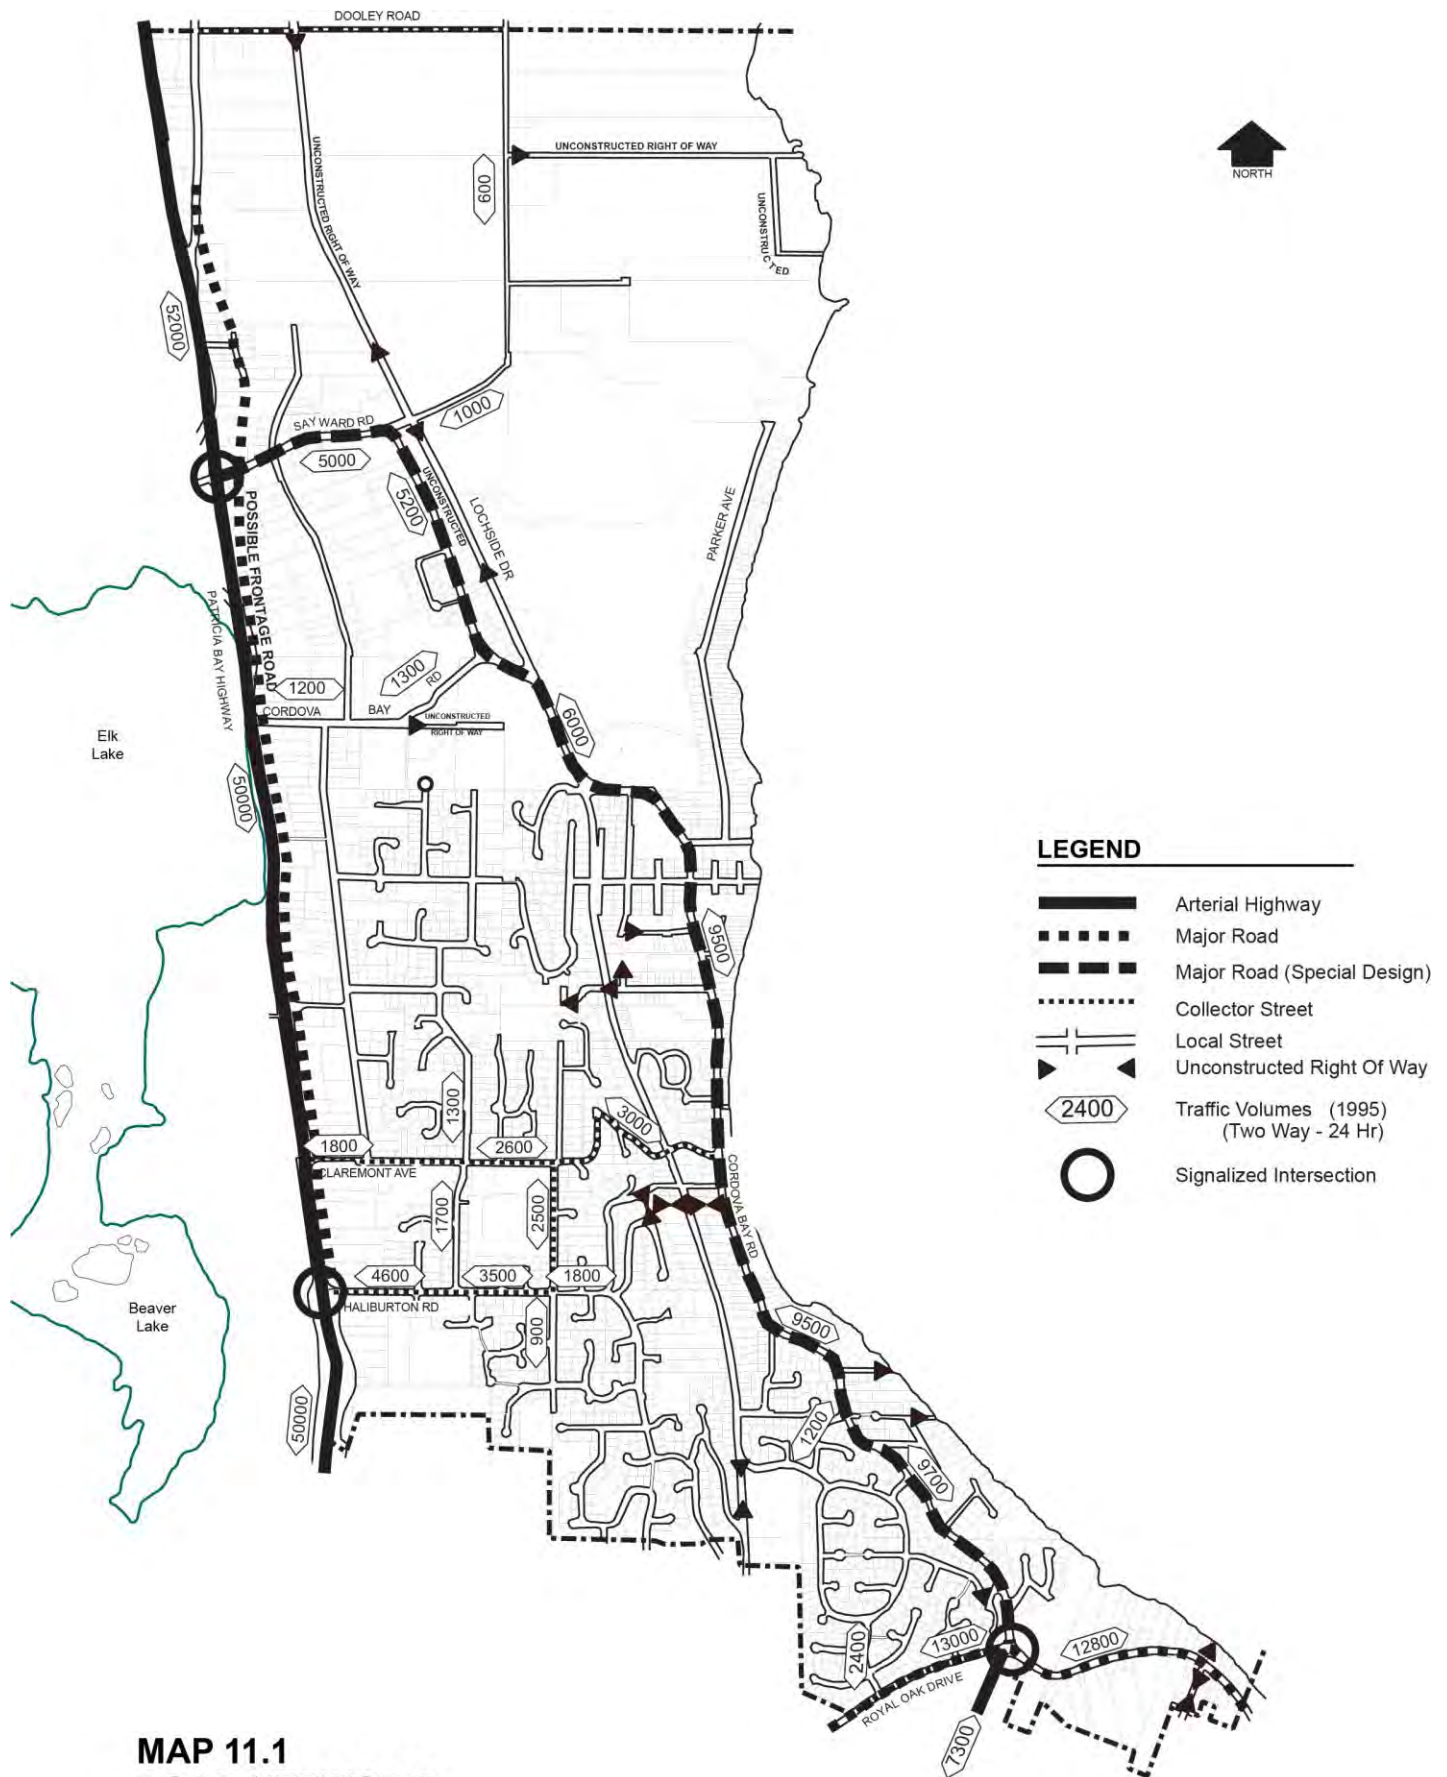 DOOLEY ROAD
UNCONSTRUCTED RIGHT OF WAY
NORTH
UNCONSTRUCTED RIGHT OF WAY
600
UNCONSTRUCTED
52000
1000
SAYWARD RD
5000
5200
UNCONSTRUCTED
LOCHSIDE DR
PARKER AVE
POSSIBLE FRONTAGE ROAD
PATRICIA BAY HIGHWAY
1300
1200
RD
CORDOVA
BAY
UNCONSTRUCTED
RIGHT OF WAY
6000
Elk
Lake
50000
LEGEND
Arterial Highway
Major Road
Major Road (Special Design)
Collector Street
Local Street
Unconstructed Right Of Way
2400
Traffic Volumes (1995)
(Two Way - 24 Hr)
Signalized Intersection
9500
1300
3000
1800
2600
CLAREMONT AVE
CORDOVA BAY RD
1700
2500
4600
3500
1800
HALIBURTON RD
Beaver
Lake
900
9500
50000
1200
9700
2400
13000
12800
ROYAL OAK DRIVE
7300
MAP 11.1